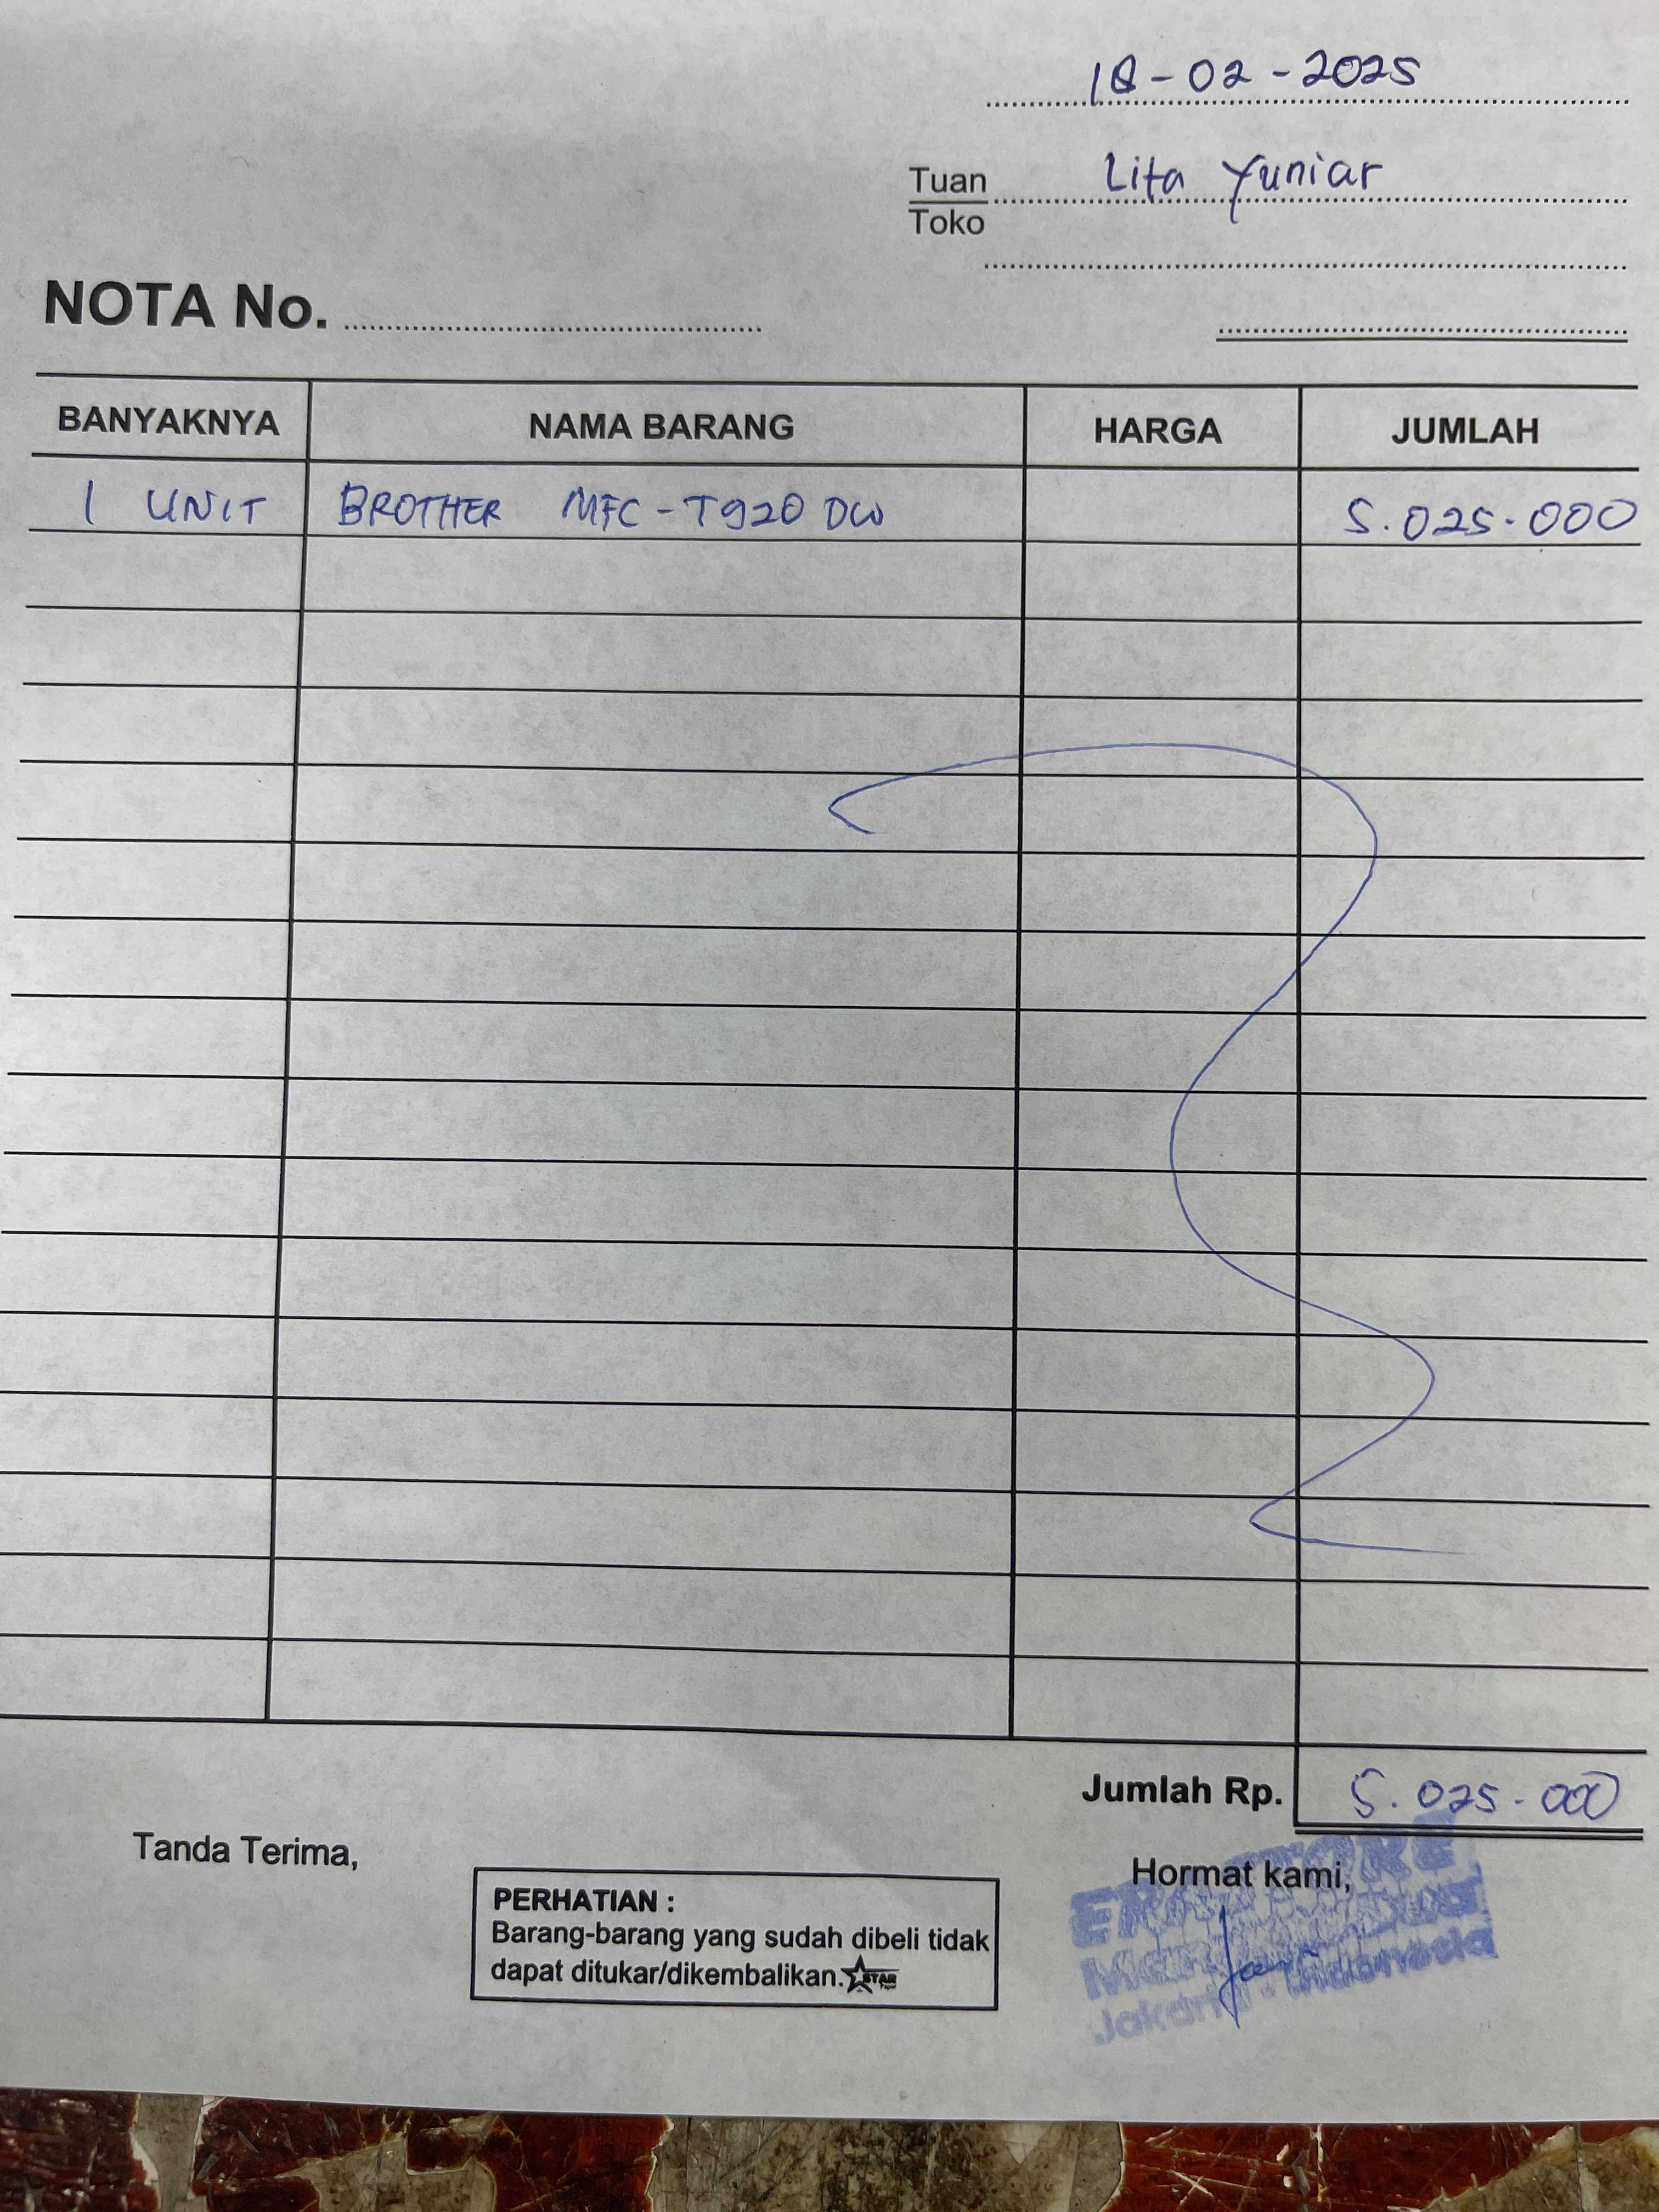 18-02-2025
Tuan Lita Yuniar
Toko
NOTA No.
BANYAKNYA NAMA BARANG HARGA JUMLAH
1 UNIT BROTHER MFC-T920 DW 5.025.000
Jumlah Rp. 5.025.000
Tanda Terima,
Hormat kami,
PERHATIAN :
Barang-barang yang sudah dibeli tidak
dapat ditukar/dikembalikan. STAR
Jakarta - Indonesia